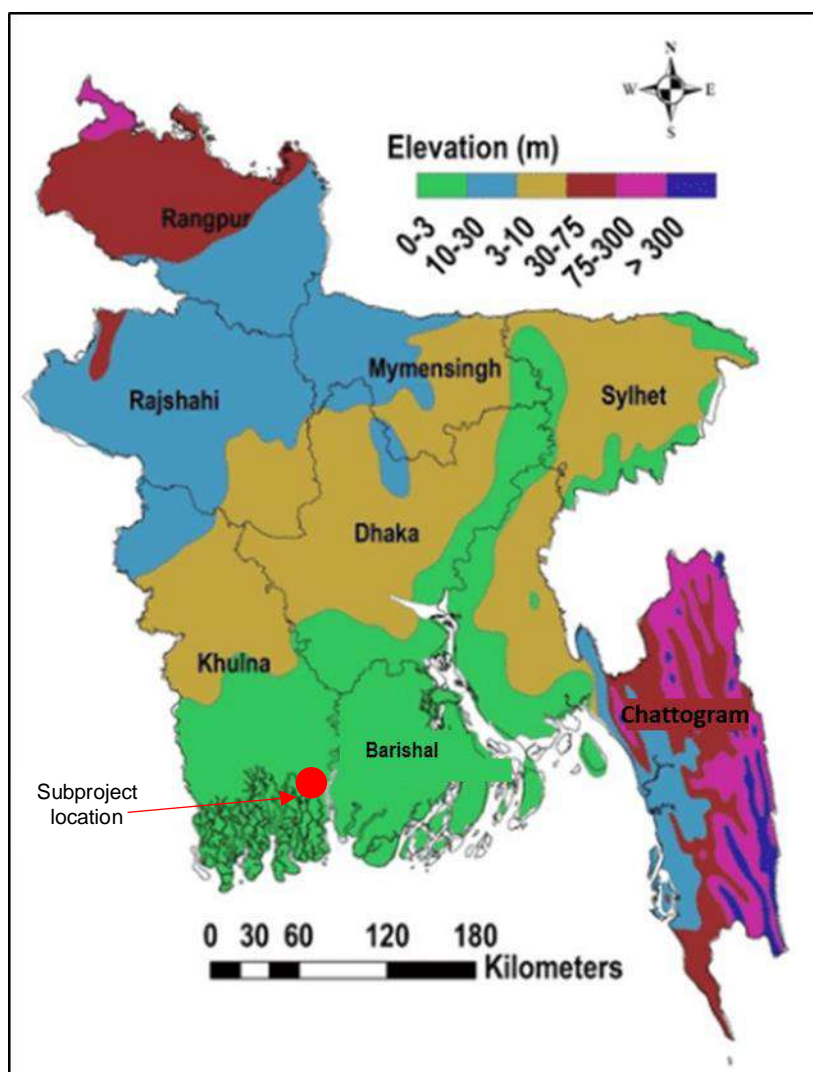 N
W E
S
Elevation (m)
0-3
10-30
3-10
30-75
75-300
> 300
Rangpur
Mymensingh
Sylhet
Rajshahi
Dhaka
Khulna
Chattogram
Barishal
Subproject
location
0 30 60 120 180
Kilometers
s